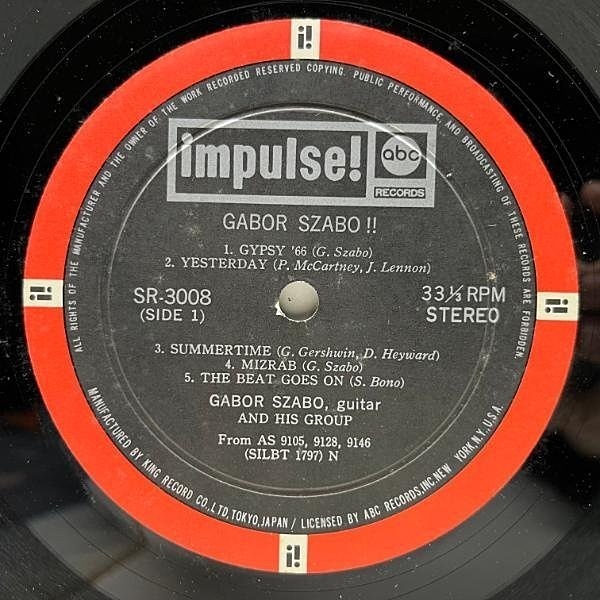 i!
ALL RIGHTS OF THE MANUFACTURER AND THE OWNER OF THE WORK RECORDED RESERVED COPYING. PUBLIC PERFORMANCE, AND BROADCASTING OF THESE RECORDS ARE FORBIDDEN.
impulse!
abc
RECORDS
GABOR SZABO !!
1. GYPSY '66 (G. Szabo)
2. YESTERDAY (P. McCartney, J. Lennon)
i!
SR-3008
33⅓ RPM
i!
(SIDE 1)
STEREO
3. SUMMERTIME (G. Gershwin, D. Heyward)
4. MIZRAB (G. Szabo)
5. THE BEAT GOES ON (S. Bono)
GABOR SZABO, guitar
AND HIS GROUP
From AS 9105, 9128, 9146
(SILBT 1797) N
MANUFACTURED BY KING RECORD CO., LTD, TOKYO, JAPAN / LICENSED BY ABC RECORDS, INC. NEW YORK, N.Y., U.S.A.
i!